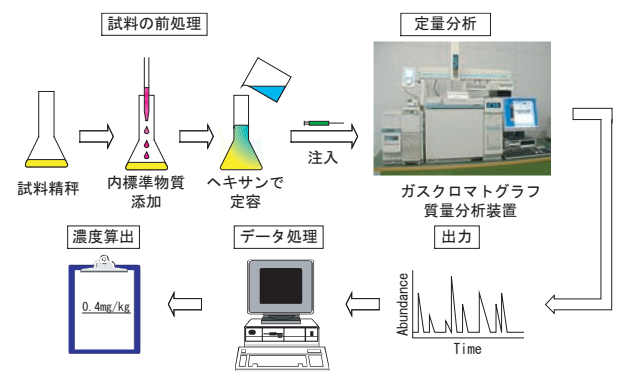 試料の前処理
定量分析
試料精秤
内標準物質
添加
ヘキサンで
定容
注入
ガスクロマトグラフ
質量分析装置
濃度算出
データ処理
出力
0.4mg/kg
Abundance
Time